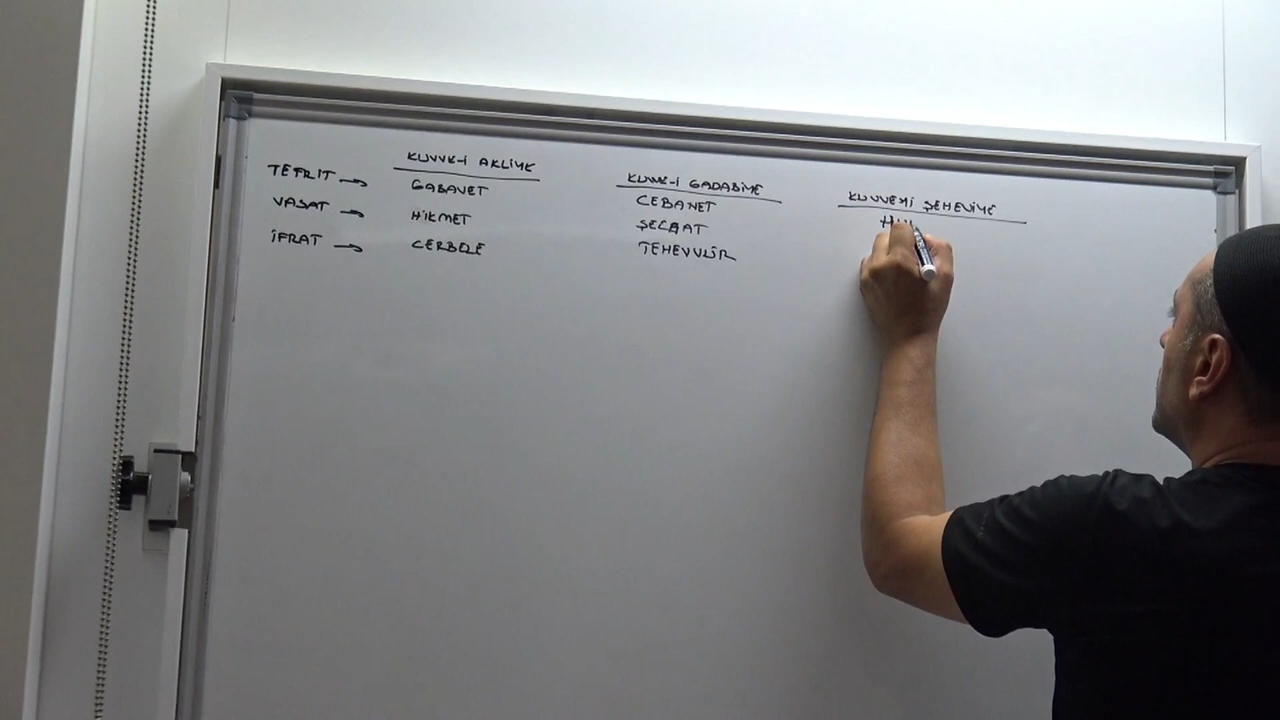 KUVVE-İ AKLİYE KUVVE-İ GADABİYE KUVVE-İ ŞEHEVİYE
TEFRİT → GABAVET CEBANET
VASAT → HİKMET ŞECAAT
İFRAT → CERBEZE TEHEVVÜR